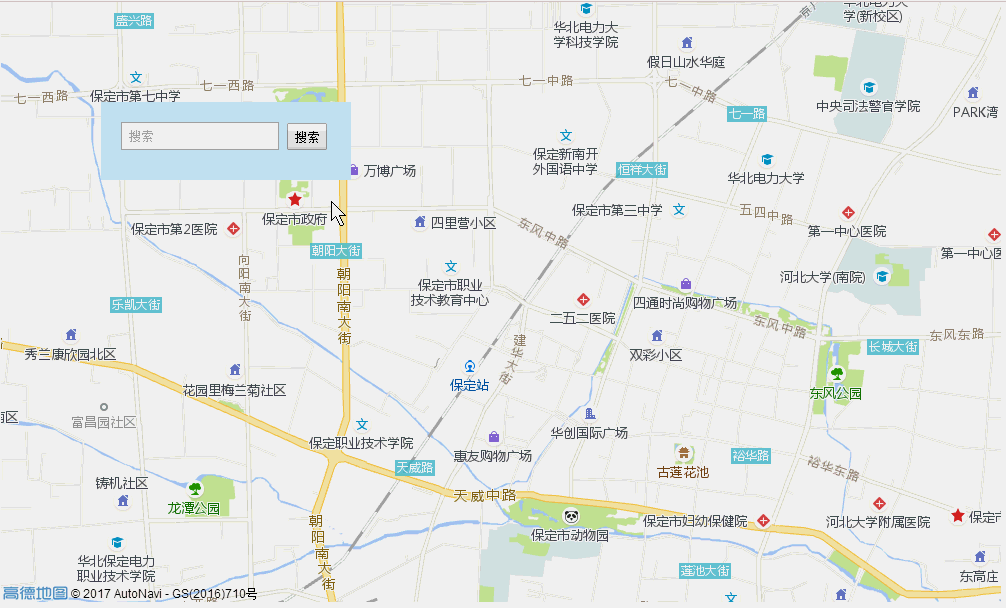 盛兴路
华北电力大
学科技学院
华北电力大
学(新校区)
假日山水华庭
七一中路
七一西路
七一西路
保定市第七中学
七一中路
中央司法警官学院
七一路
PARK湾
搜索
搜索
保定新南开
外国语中学
恒祥大街
万博广场
华北电力大学
保定市第三中学
五四中路
保定市政府
四里营小区
保定市第2医院
东风中路
第一中心医院
第一中心医
朝阳大街
向阳南大街
朝阳南大街
保定市职业
技术教育中心
河北大学(南院)
乐凯大街
二五二医院
四通时尚购物广场
东风中路
东风东路
建华大街
长城大街
秀兰康欣园北区
双彩小区
保定站
花园里梅兰菊社区
东风公园
富昌园社区
南区
保定职业技术学院
华创国际广场
惠友购物广场
裕华路
天威路
古莲花池
裕华东路
铸机社区
天威中路
龙潭公园
保定市妇幼保健院
河北大学附属医院
保定
朝阳南大街
保定市动物园
华北保定电力
职业技术学院
莲池大街
东高庄
高德地图 © 2017 AutoNavi - GS(2016)710号